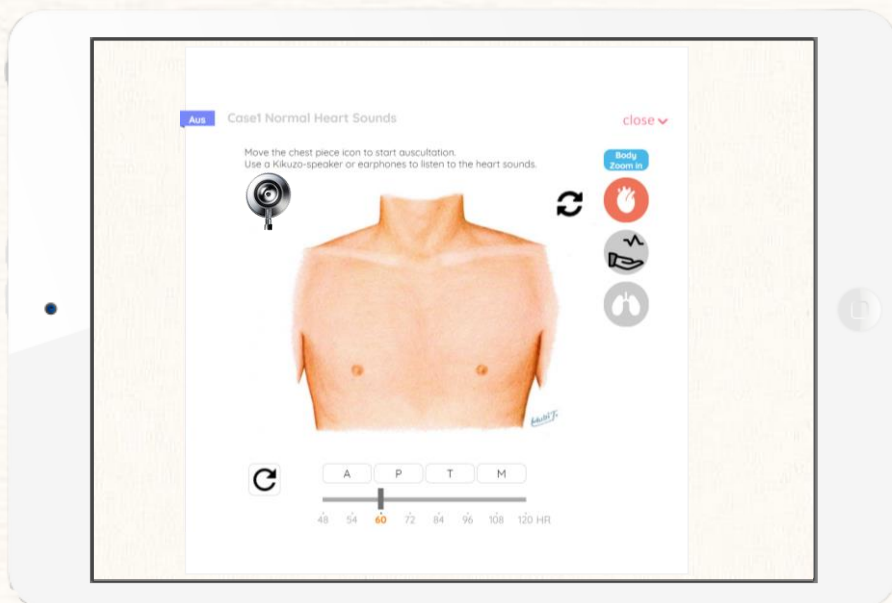 Aus Case1 Normal Heart Sounds close
Move the chest piece icon to start auscultation.
Use a Kikuzo-speaker or earphones to listen to the heart sounds.
Body
Zoom in
A P T M
48 54 60 72 84 96 108 120 HR